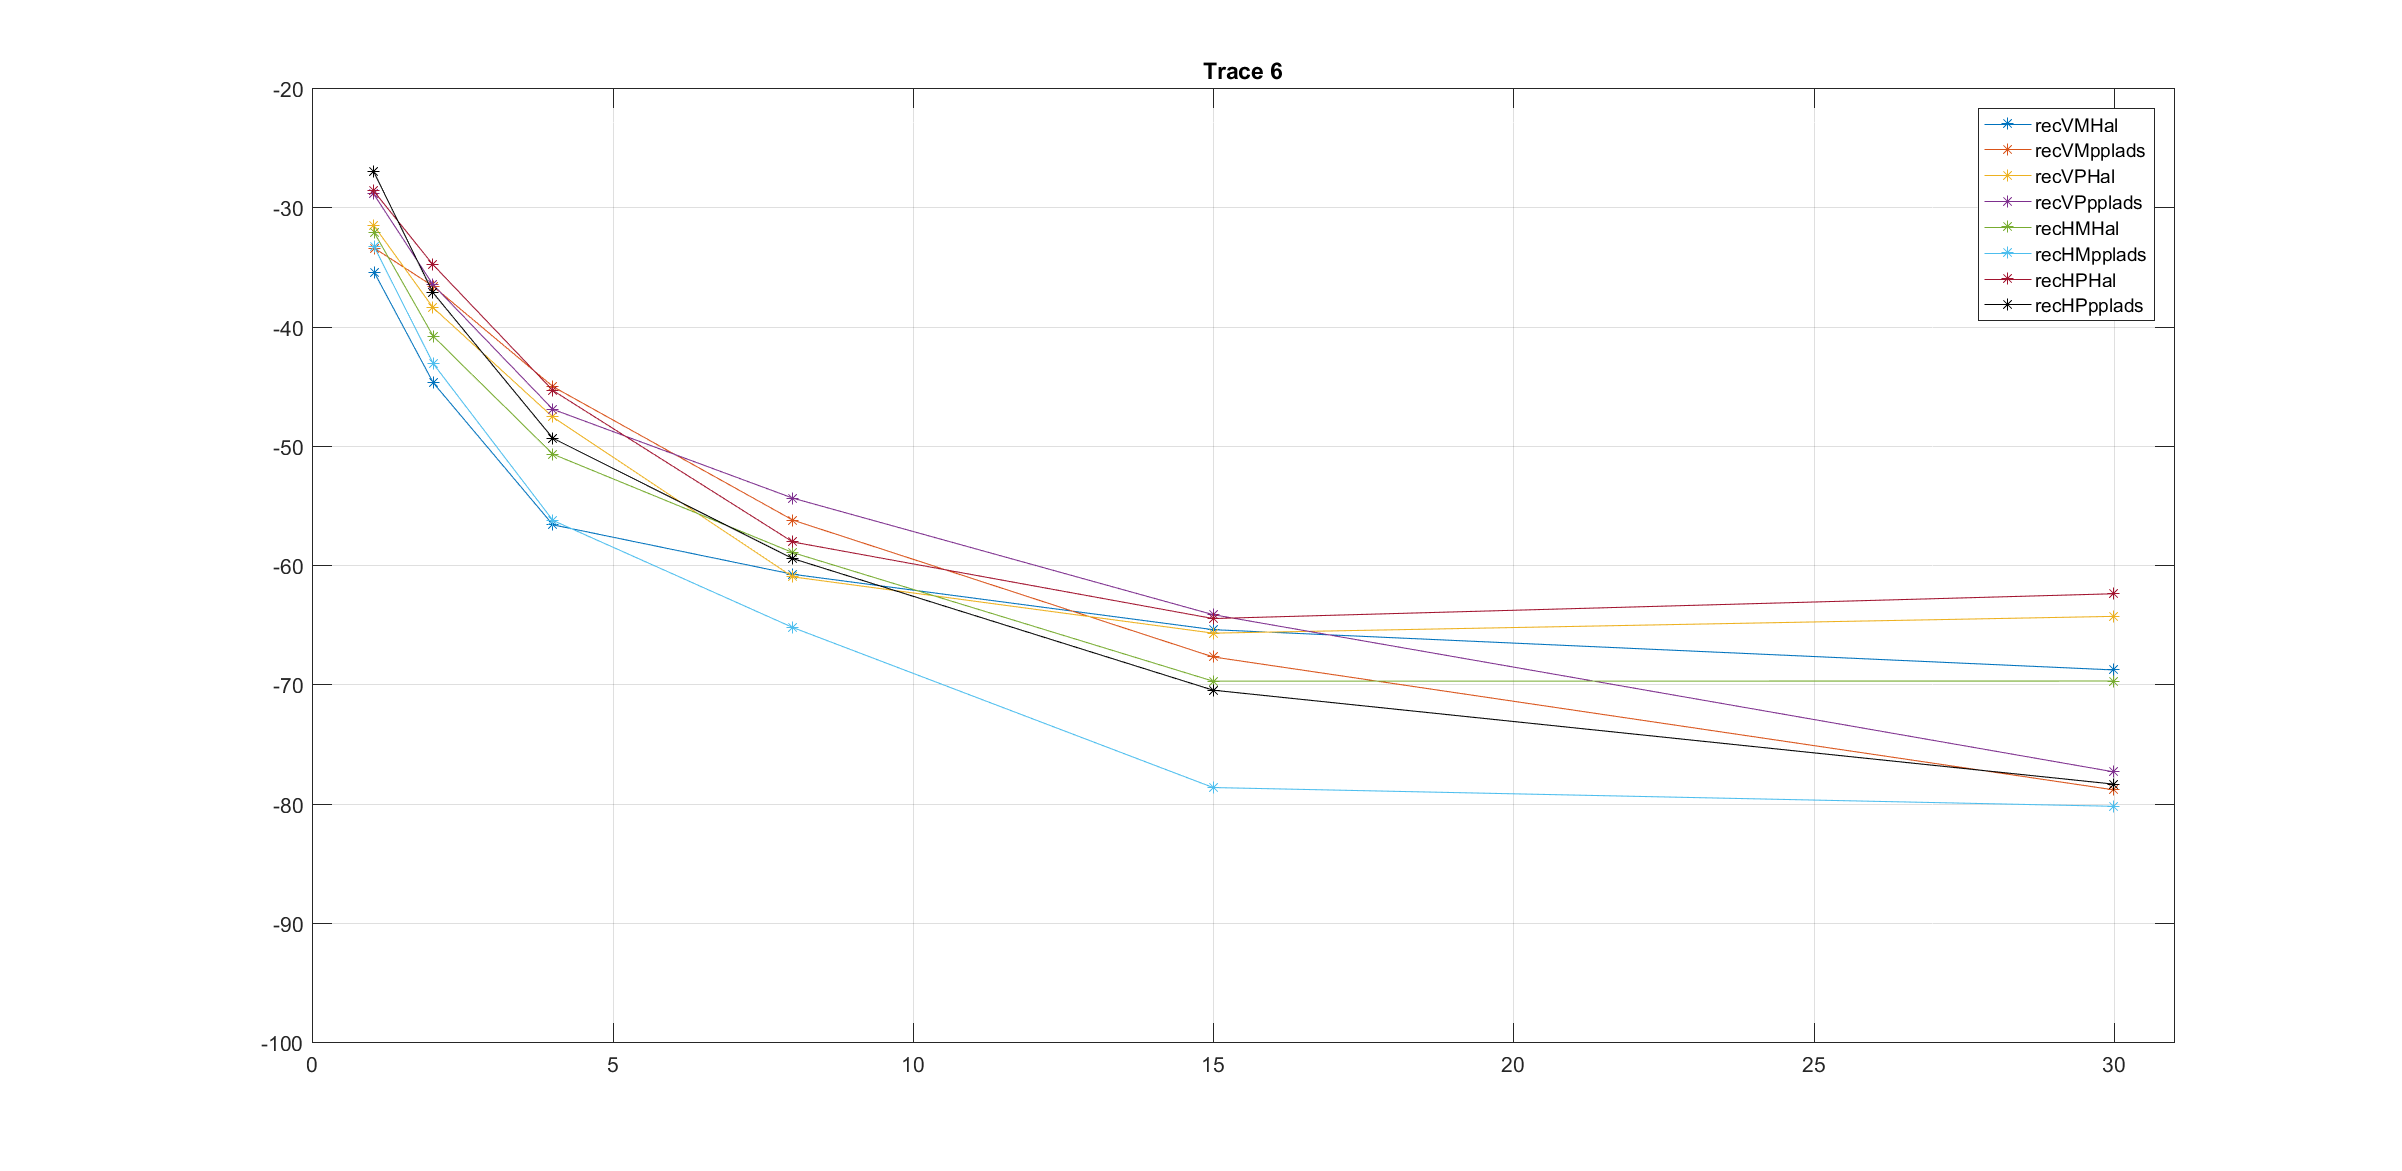 Trace 6
-20
-30
-40
-50
-60
-70
-80
-90
-100
0 5 10 15 20 25 30
recVMHal
recVMpplads
recVPHal
recVPpplads
recHMHal
recHMpplads
recHPHal
recHPpplads